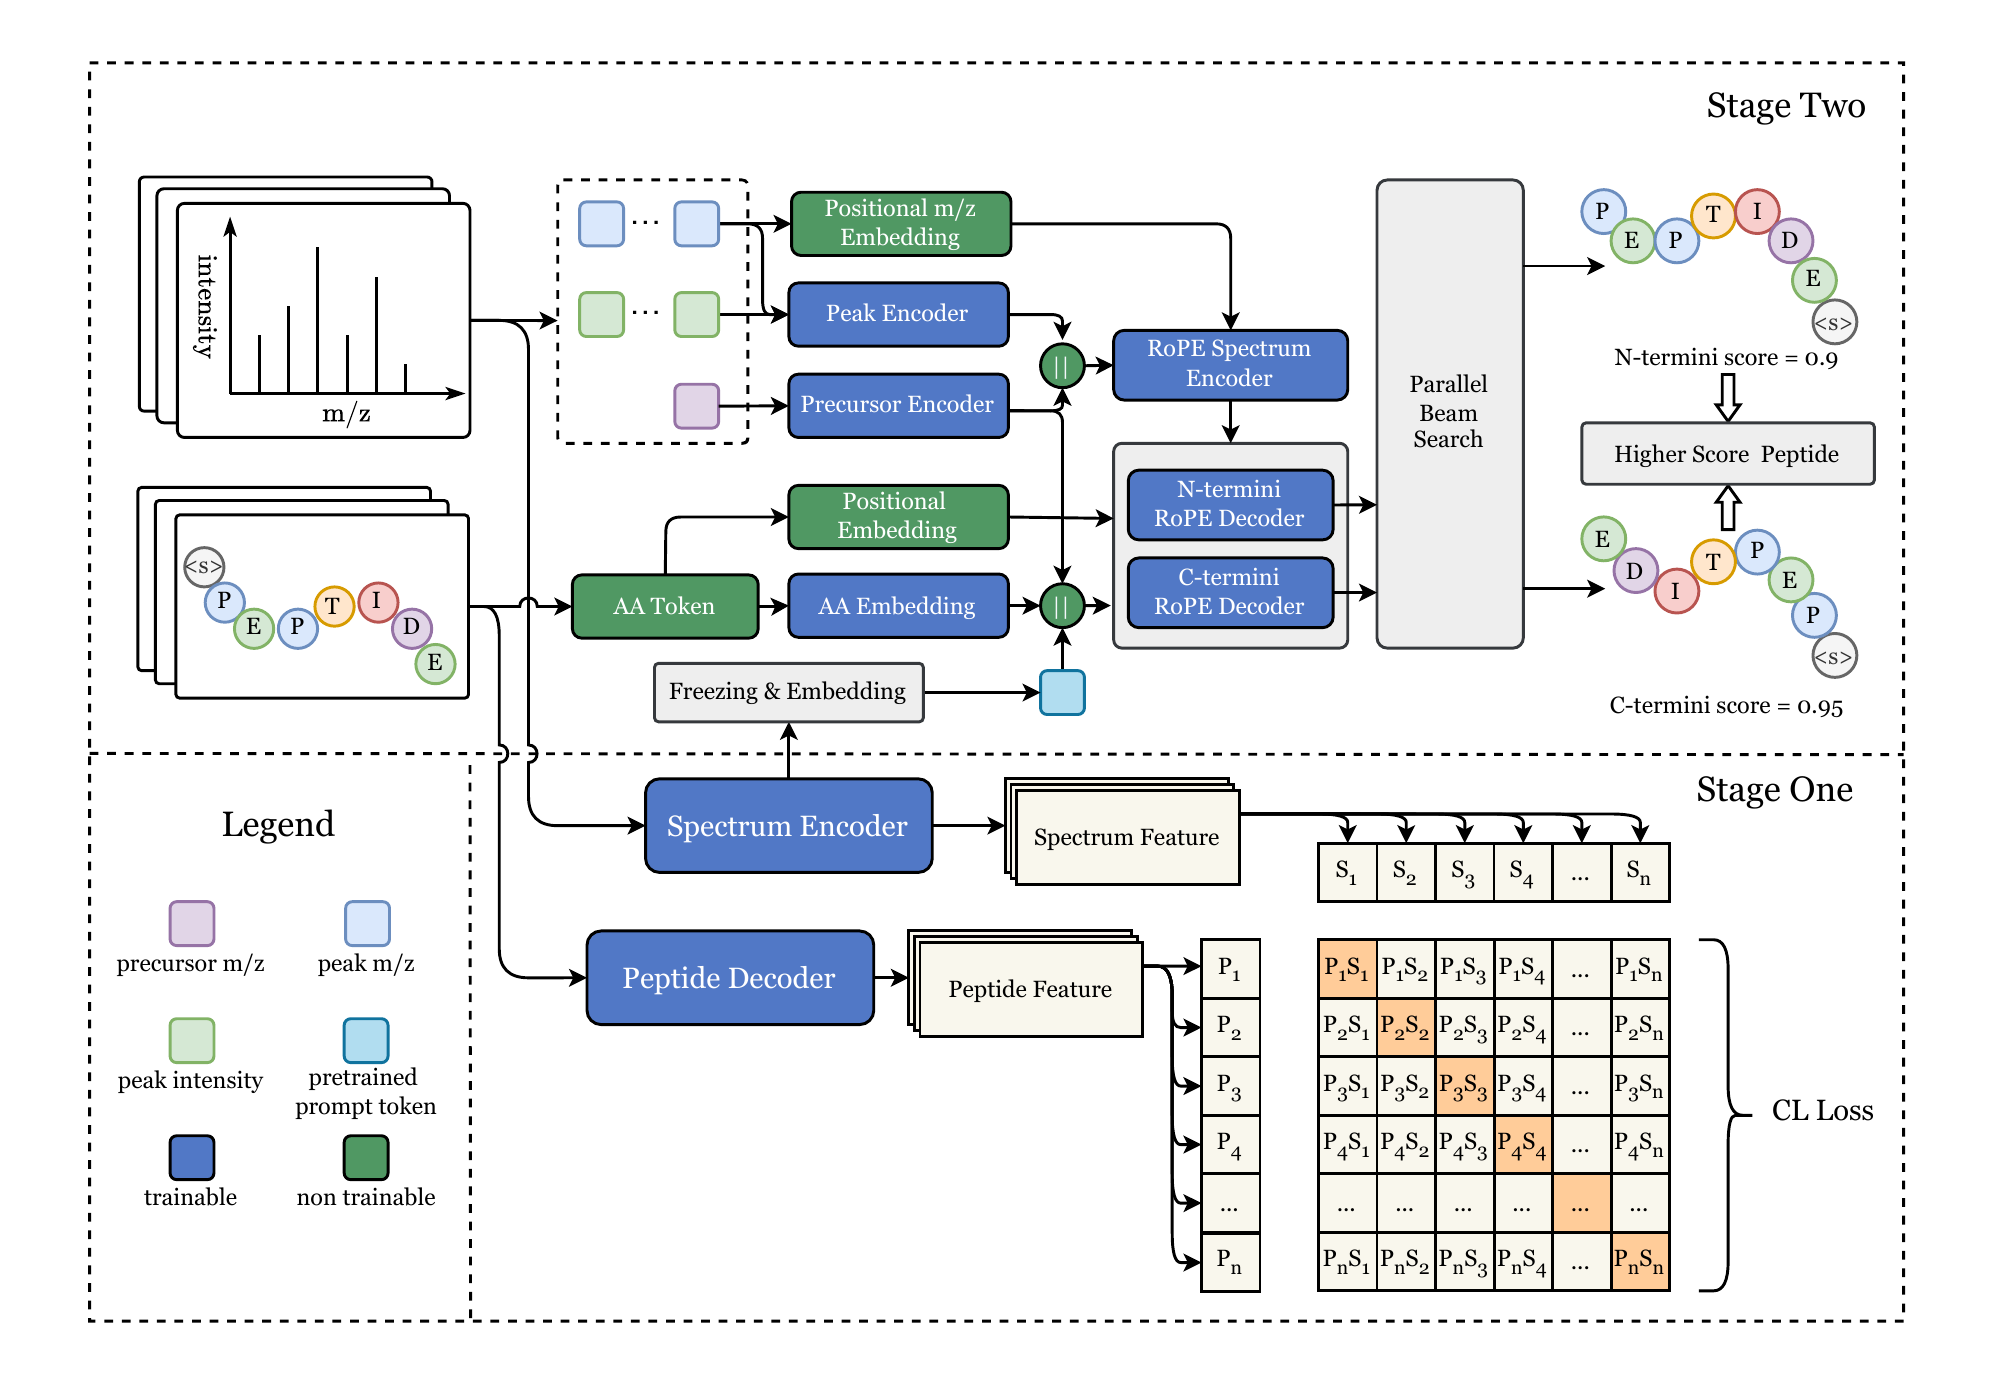 Stage Two
intensity
m/z
<s>
P
E
P
T
I
D
E
Positional m/z
Embedding
Peak Encoder
Precursor Encoder
Positional
Embedding
AA Token
AA Embedding
Freezing & Embedding
...
...
||
||
RoPE Spectrum
Encoder
N-termini
RoPE Decoder
C-termini
RoPE Decoder
Parallel
Beam
Search
P
E
P
T
I
D
E
<s>
N-termini score = 0.9
Higher Score Peptide
E
D
I
T
P
E
P
<s>
C-termini score = 0.95
Stage One
Legend
precursor m/z
peak m/z
peak intensity
pretrained
prompt token
trainable
non trainable
Spectrum Encoder
Spectrum Feature
Peptide Decoder
Peptide Feature
S1 S2 S3 S4 ... Sn
P1 P1S1 P1S2 P1S3 P1S4 ... P1Sn
P2 P2S1 P2S2 P2S3 P2S4 ... P2Sn
P3 P3S1 P3S2 P3S3 P3S4 ... P3Sn
P4 P4S1 P4S2 P4S3 P4S4 ... P4Sn
... ... ... ... ... ... ...
Pn PnS1 PnS2 PnS3 PnS4 ... PnSn
CL Loss